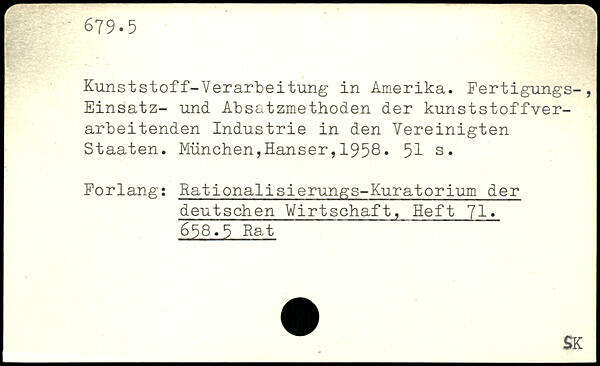 679.5
Kunststoff-Verarbeitung in Amerika. Fertigungs-,
Einsatz- und Absatzmethoden der kunststoffver-
arbeitenden Industrie in den Vereinigten
Staaten. München,Hanser,1958. 51 s.
Forlang: Rationalisierungs-Kuratorium der
deutschen Wirtschaft, Heft 71.
658.5 Rat
SK